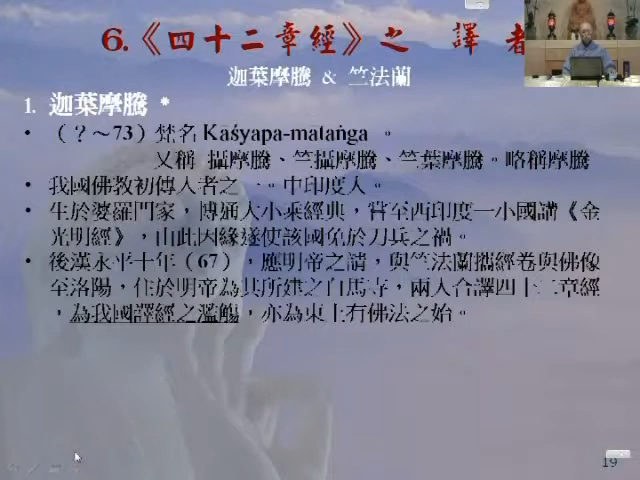 6.《四十二章經》之 譯 者
迦葉摩騰 & 竺法蘭
1. 迦葉摩騰 *
• （？～73）梵名 Kaśyapa-mataṅga 。
又稱 攝摩騰、竺攝摩騰、竺葉摩騰。略稱摩騰
• 我國佛教初傳入者之一。中印度人。
• 生於婆羅門家，博通大小乘經典，嘗至西印度一小國講《金
光明經》，由此因緣遂使該國免於刀兵之禍。
• 後漢永平十年（67），應明帝之請，與竺法蘭攜經卷與佛像
至洛陽，住於明帝為其所建之白馬寺，兩人合譯四十二章經
，為我國譯經之濫觴，亦為東土有佛法之始。
19